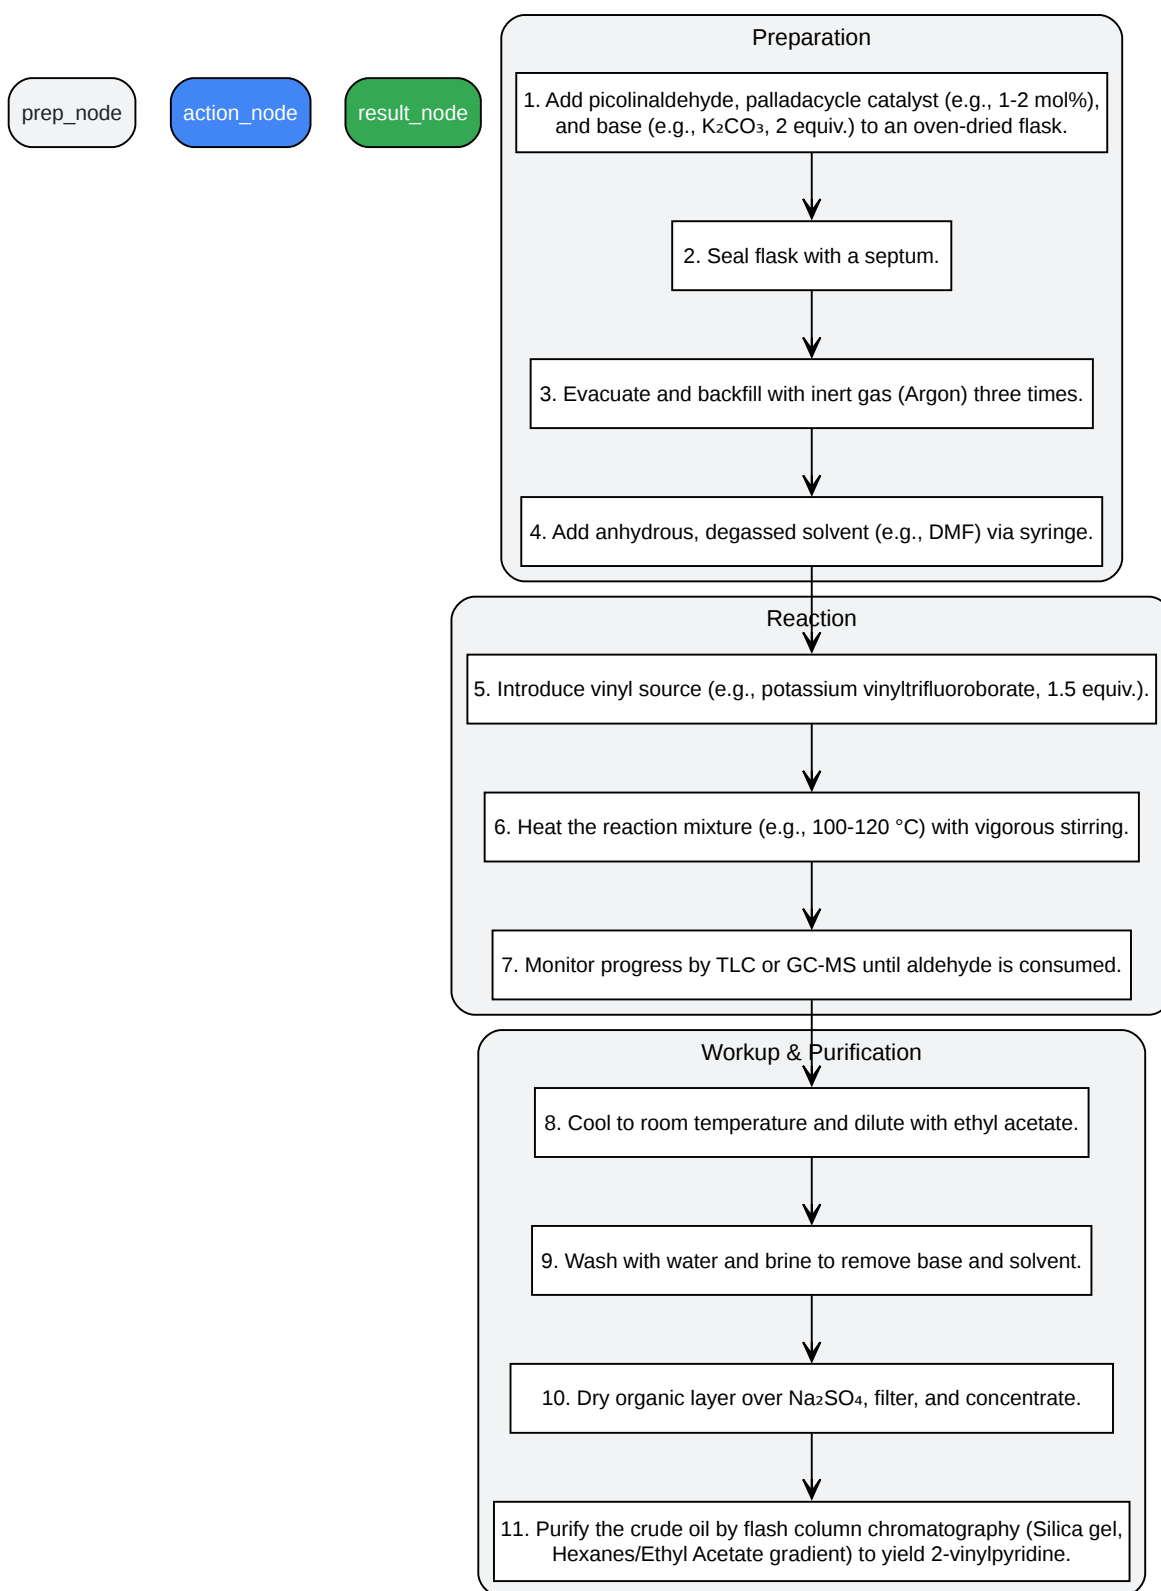 Preparation
prep_node
action_node
result_node
1. Add picolinaldehyde, palladacycle catalyst (e.g., 1-2 mol%),
and base (e.g., K₂CO₃, 2 equiv.) to an oven-dried flask.
2. Seal flask with a septum.
3. Evacuate and backfill with inert gas (Argon) three times.
4. Add anhydrous, degassed solvent (e.g., DMF) via syringe.
Reaction
5. Introduce vinyl source (e.g., potassium vinyltrifluoroborate, 1.5 equiv.).
6. Heat the reaction mixture (e.g., 100-120 °C) with vigorous stirring.
7. Monitor progress by TLC or GC-MS until aldehyde is consumed.
Workup & Purification
8. Cool to room temperature and dilute with ethyl acetate.
9. Wash with water and brine to remove base and solvent.
10. Dry organic layer over Na₂SO₄, filter, and concentrate.
11. Purify the crude oil by flash column chromatography (Silica gel,
Hexanes/Ethyl Acetate gradient) to yield 2-vinylpyridine.